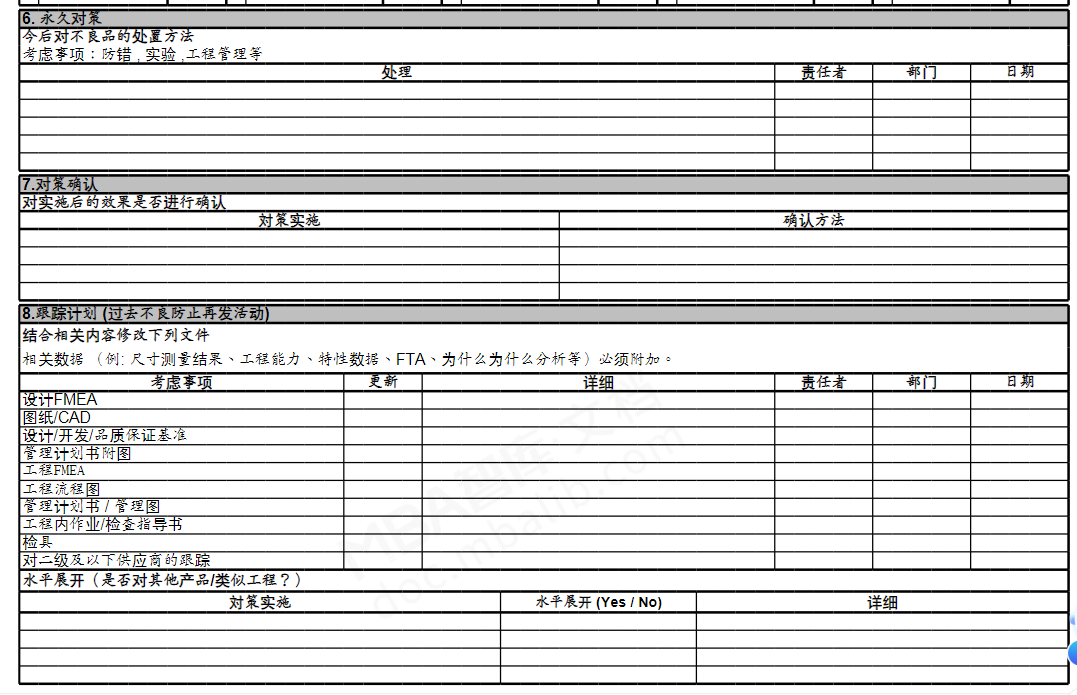 6. 永久对策
今后对不良品的处置方法
考虑事项：防错 , 实验 ,工程管理等
处理 责任者 部门 日期
7.对策确认
对实施后的效果是否进行确认
对策实施 确认方法
8.跟踪计划 (过去不良防止再发活动)
结合相关内容修改下列文件
相关数据 （例: 尺寸测量结果、工程能力、特性数据、FTA、为什么为什么分析等）必须附加。
考虑事项 更新 详细 责任者 部门 日期
设计FMEA
图纸/CAD
设计/开发/品质保证基准
管理计划书附图
工程FMEA
工程流程图
管理计划书 / 管理图
工程内作业/检查指导书
检具
对二级及以下供应商的跟踪
水平展开（是否对其他产品/类似工程？）
对策实施 水平展开 (Yes / No) 详细
MBA智库·文档
doc.mbalib.com